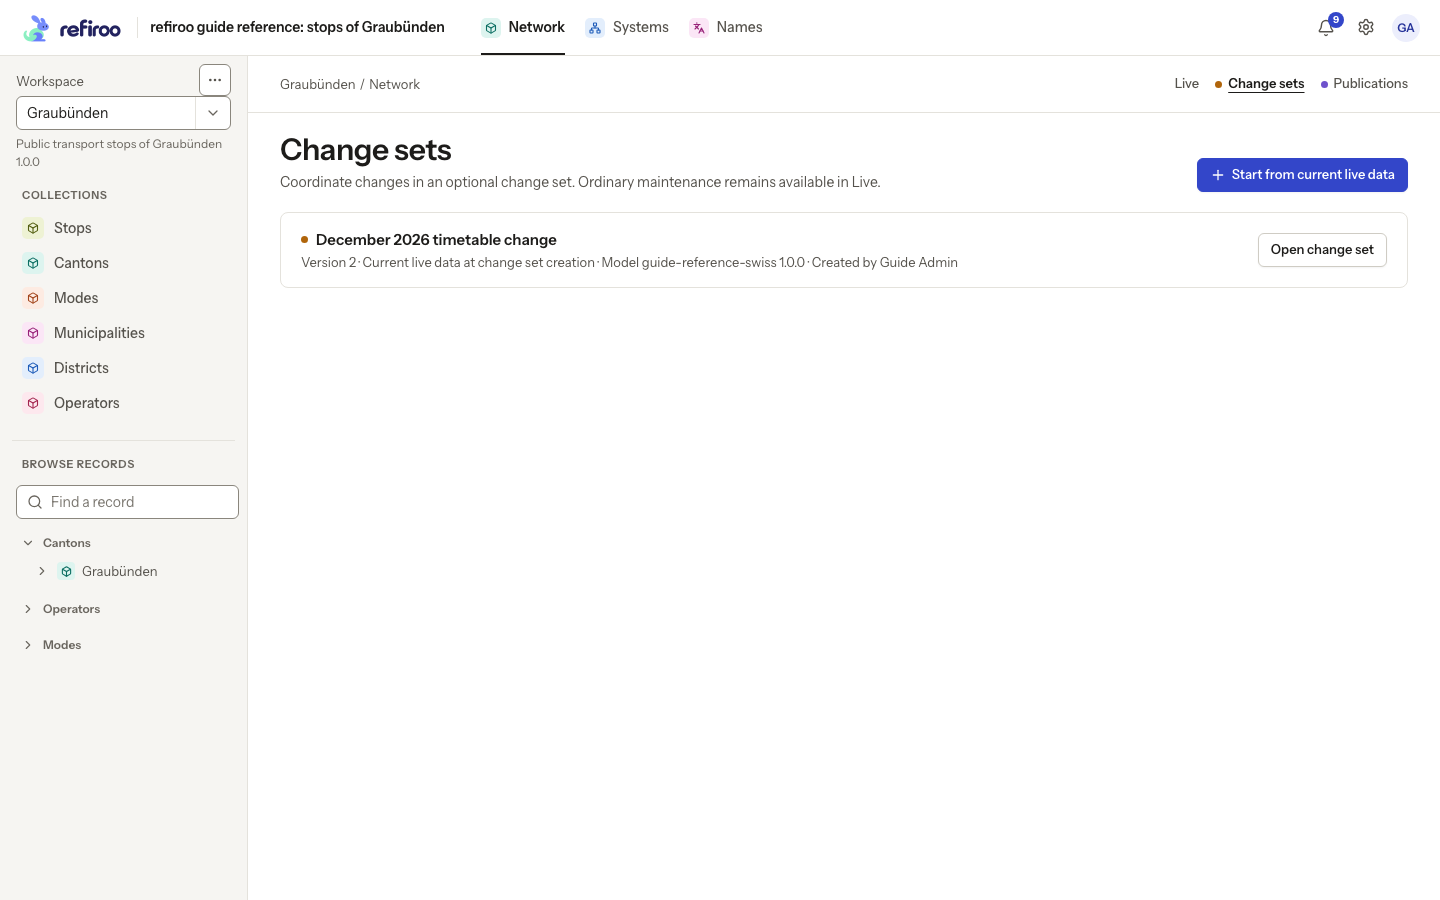 refiroo
refiroo guide reference: stops of Graubünden
Network
Systems
Names
9
GA
Workspace
Graubünden
Public transport stops of Graubünden
1.0.0
COLLECTIONS
Stops
Cantons
Modes
Municipalities
Districts
Operators
BROWSE RECORDS
Find a record
Cantons
Graubünden
Operators
Modes
Graubünden / Network
Live
Change sets
Publications
Change sets
Coordinate changes in an optional change set. Ordinary maintenance remains available in Live.
Start from current live data
December 2026 timetable change
Version 2 · Current live data at change set creation · Model guide-reference-swiss 1.0.0 · Created by Guide Admin
Open change set